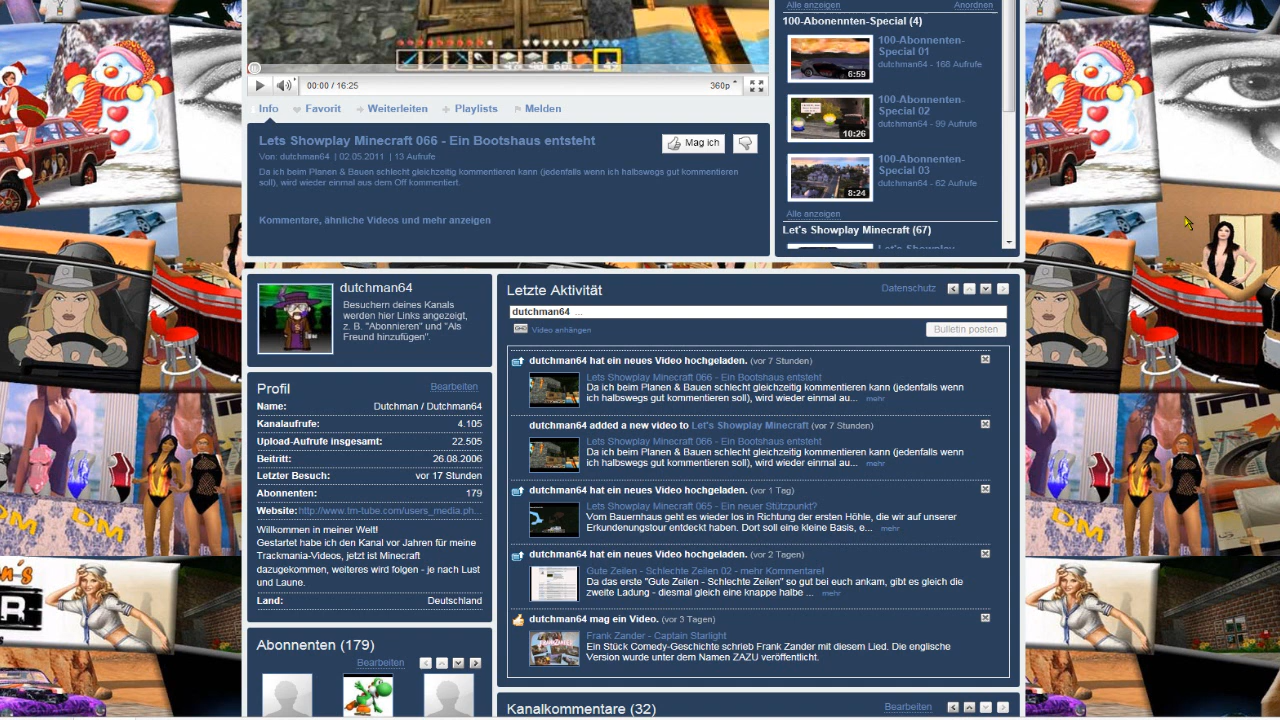 Alle anzeigen
Anordnen
100-Abonennten-Special (4)
100-Abonnenten-
Special 01
dutchman64 - 168 Aufrufe
6:59
100-Abonnenten-
Special 02
dutchman64 - 99 Aufrufe
10:26
100-Abonnenten-
Special 03
dutchman64 - 62 Aufrufe
8:24
Alle anzeigen
Let's Showplay Minecraft (67)
Let's Showplay
00:00 / 16:25
360p
Info
Favorit
Weiterleiten
Playlists
Melden
Lets Showplay Minecraft 066 - Ein Bootshaus entsteht
Von: dutchman64 | 02.05.2011 | 13 Aufrufe
Mag ich
Da ich beim Planen & Bauen schlecht gleichzeitig kommentieren kann (jedenfalls wenn ich halbswegs gut kommentieren
soll), wird wieder einmal aus dem Off kommentiert.
Kommentare, ähnliche Videos und mehr anzeigen
dutchman64
Besuchern deines Kanals
werden hier Links angezeigt,
z. B. "Abonnieren" und "Als
Freund hinzufügen".
Profil
Bearbeiten
Name: Dutchman / Dutchman64
Kanalaufrufe: 4.105
Upload-Aufrufe insgesamt: 22.505
Beitritt: 26.08.2006
Letzter Besuch: vor 17 Stunden
Abonnenten: 179
Website: http://www.tm-tube.com/users_media.ph...
Willkommen in meiner Welt!
Gestartet habe ich den Kanal vor Jahren für meine
Trackmania-Videos, jetzt ist Minecraft
dazugekommen, weiteres wird folgen - je nach Lust
und Laune.
Land: Deutschland
Abonnenten (179)
Bearbeiten
Letzte Aktivität
Datenschutz
dutchman64 ...
Video anhängen
Bulletin posten
dutchman64 hat ein neues Video hochgeladen. (vor 7 Stunden)
Lets Showplay Minecraft 066 - Ein Bootshaus entsteht
Da ich beim Planen & Bauen schlecht gleichzeitig kommentieren kann (jedenfalls wenn
ich halbswegs gut kommentieren soll), wird wieder einmal au... mehr
dutchman64 added a new video to Let's Showplay Minecraft (vor 7 Stunden)
Lets Showplay Minecraft 066 - Ein Bootshaus entsteht
Da ich beim Planen & Bauen schlecht gleichzeitig kommentieren kann (jedenfalls wenn
ich halbswegs gut kommentieren soll), wird wieder einmal au... mehr
dutchman64 hat ein neues Video hochgeladen. (vor 1 Tag)
Lets Showplay Minecraft 065 - Ein neuer Stützpunkt?
Vom Bauernhaus geht es wieder los in Richtung der ersten Höhle, die wir auf unserer
Erkundungstour entdeckt haben. Dort soll eine kleine Basis, e... mehr
dutchman64 hat ein neues Video hochgeladen. (vor 2 Tagen)
Gute Zeilen - Schlechte Zeilen 02 - mehr Kommentare!
Da das erste "Gute Zeilen - Schlechte Zeilen" so gut bei euch ankam, gibt es gleich die
zweite Ladung - diesmal gleich eine knappe halbe ... mehr
dutchman64 mag ein Video. (vor 3 Tagen)
Frank Zander - Captain Starlight
Ein Stück Comedy-Geschichte schrieb Frank Zander mit diesem Lied. Die englische
Version wurde unter dem Namen ZAZU veröffentlicht.
Kanalkommentare (32)
Bearbeiten
DM
DM